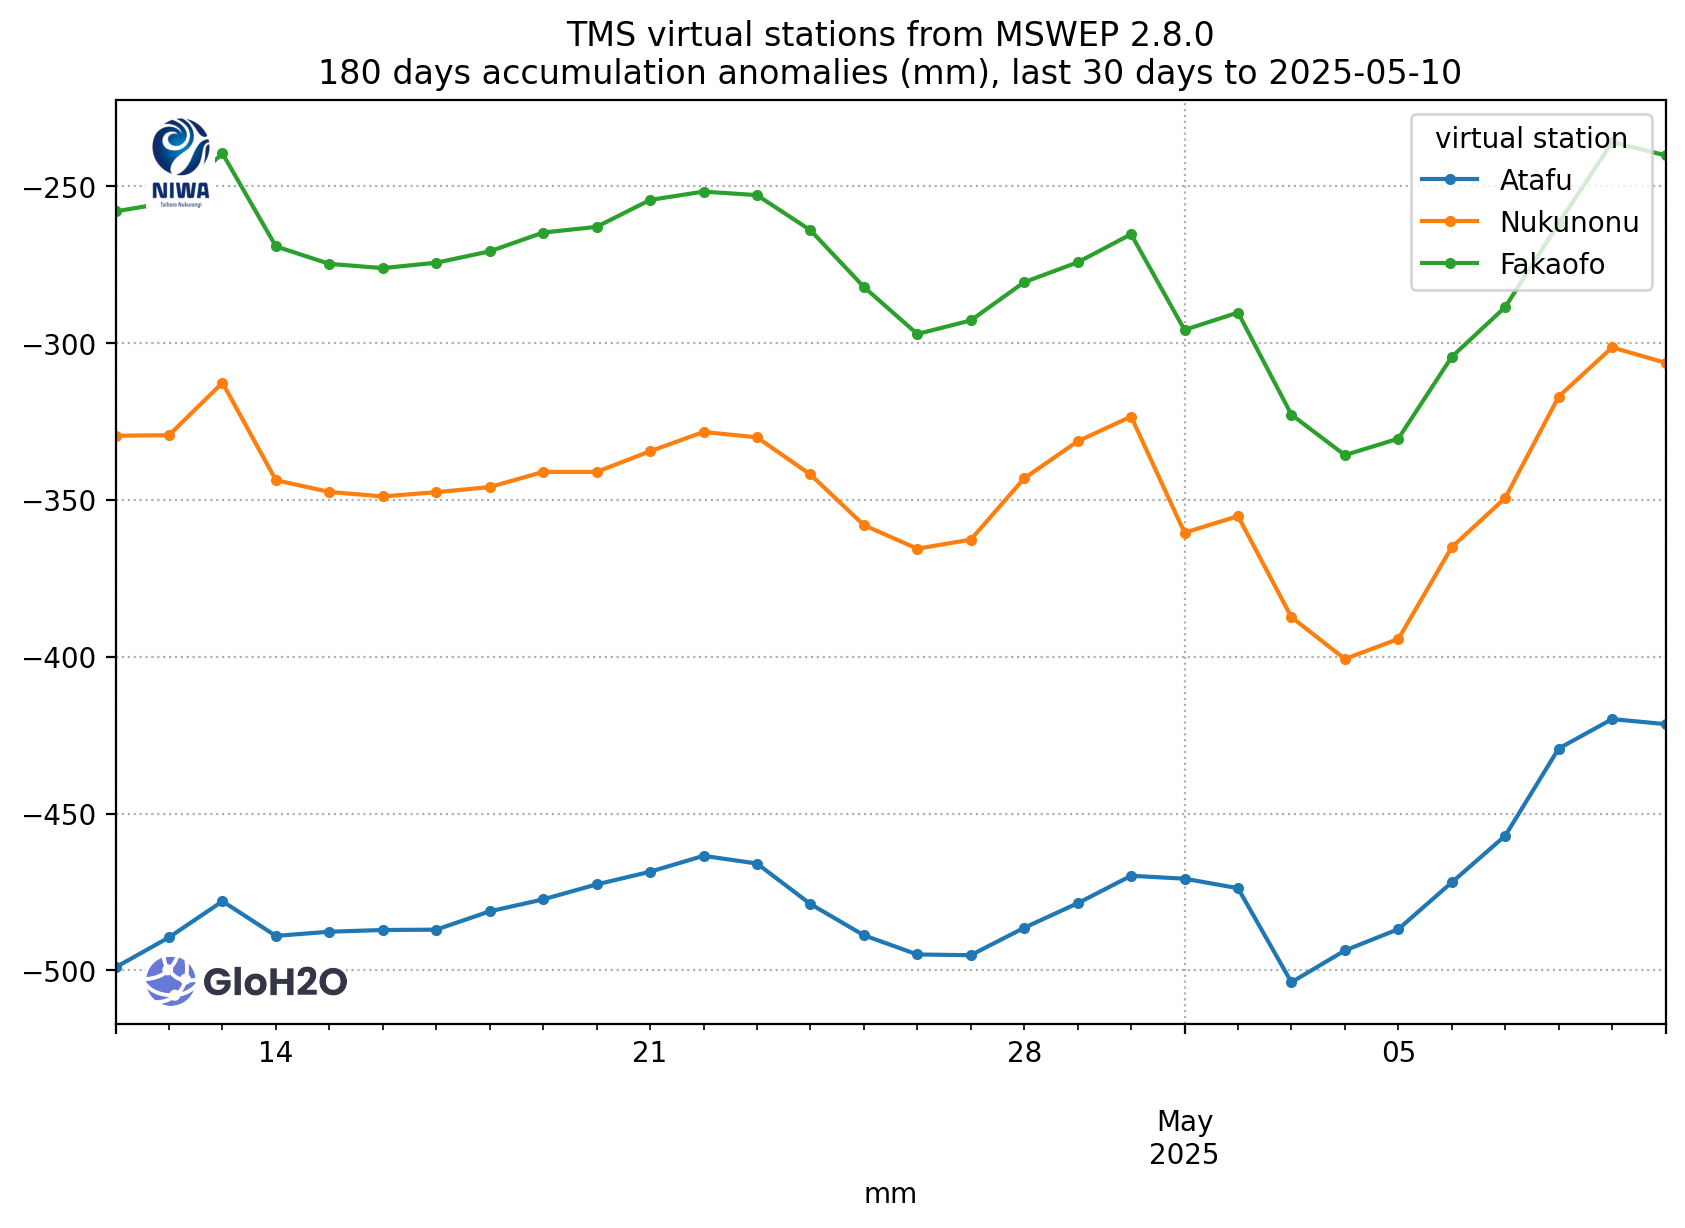 TMS virtual stations from MSWEP 2.8.0
180 days accumulation anomalies (mm), last 30 days to 2025-05-10
NIWA
Taihoro Nukurangi
virtual station
Atafu
Nukunonu
Fakaofo
−250
−300
−350
−400
−450
−500
GloH2O
14
21
28
05
May
2025
mm